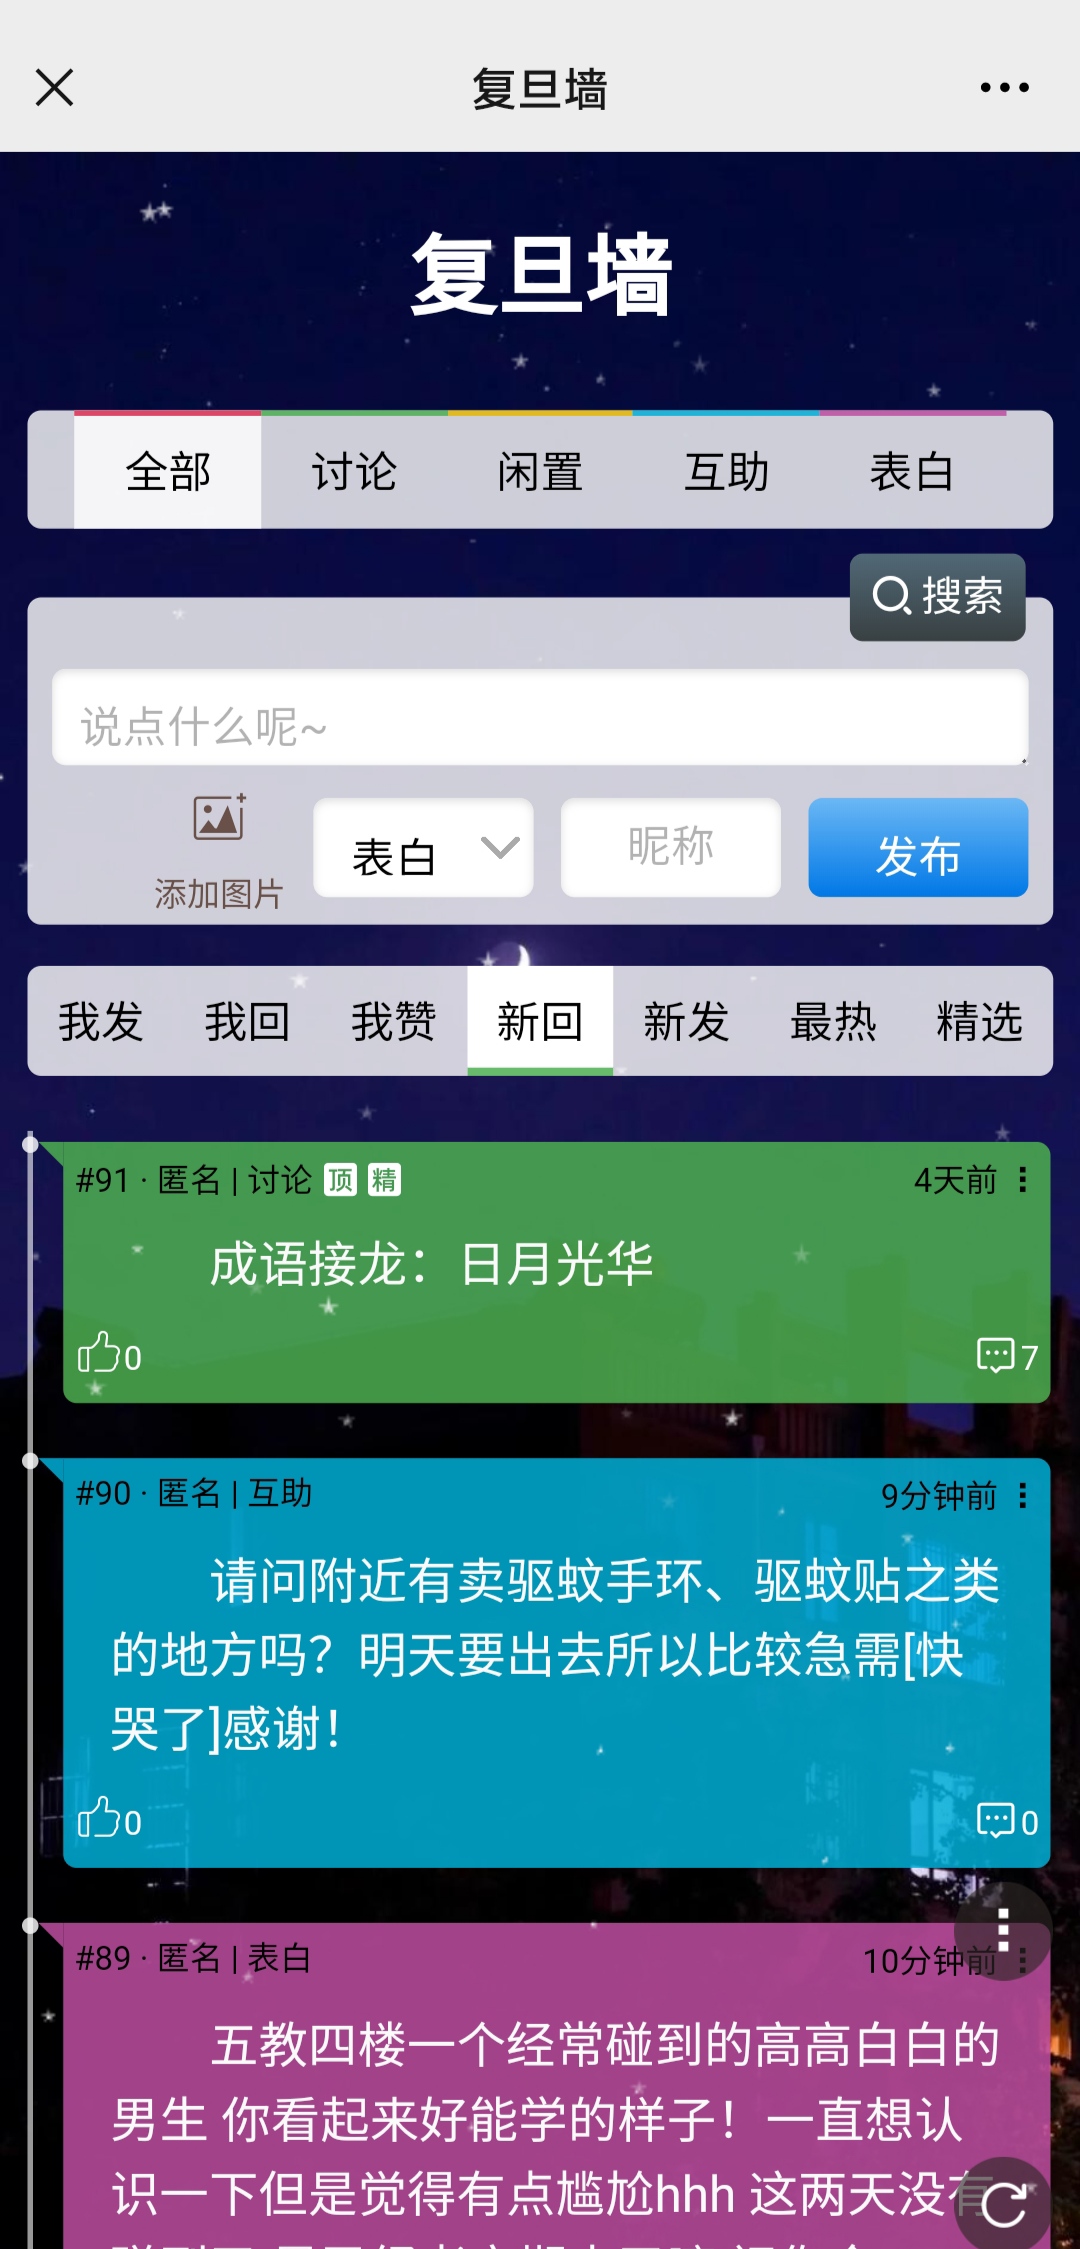 复旦墙
复旦墙
全部 讨论 闲置 互助 表白
搜索
说点什么呢~
添加图片 表白 昵称 发布
我发 我回 我赞 新回 新发 最热 精选
#91 · 匿名 | 讨论 顶 精 4天前
成语接龙：日月光华
0 7
#90 · 匿名 | 互助 9分钟前
请问附近有卖驱蚊手环、驱蚊贴之类
的地方吗？明天要出去所以比较急需[快
哭了]感谢！
0 0
#89 · 匿名 | 表白 10分钟前
五教四楼一个经常碰到的高高白白的
男生 你看起来好能学的样子！一直想认
识一下但是觉得有点尴尬hhh 这两天没有